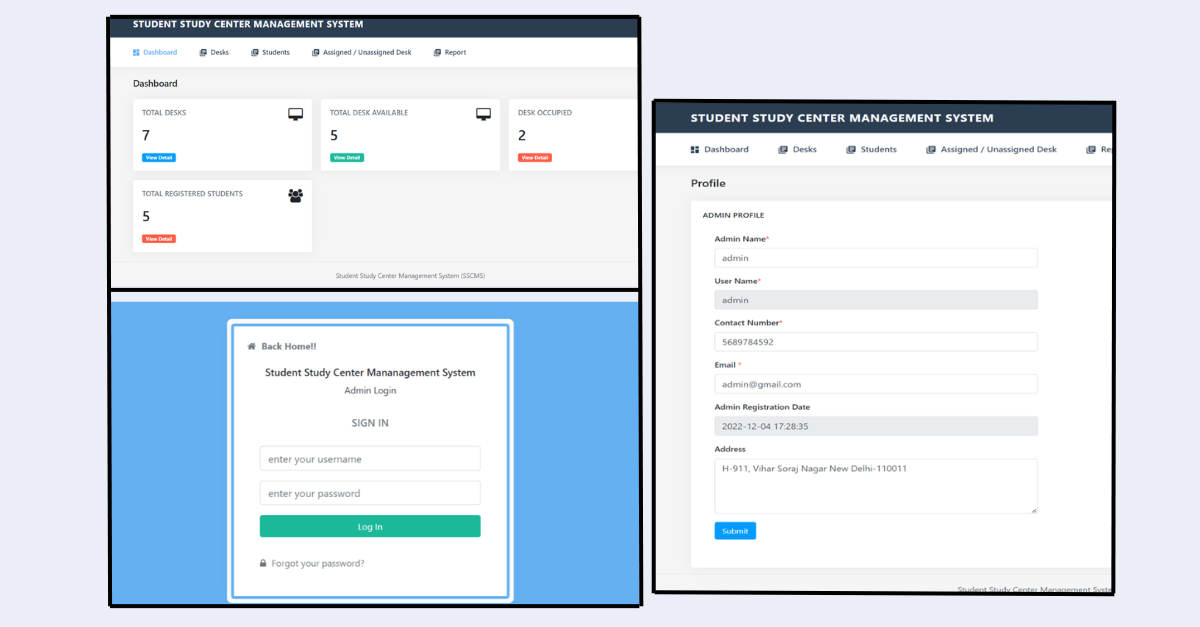 STUDENT STUDY CENTER MANAGEMENT SYSTEM
Dashboard Desks Students Assigned / Unassigned Desk Report
Dashboard
TOTAL DESKS
7
View Detail
TOTAL DESK AVAILABLE
5
View Detail
DESK OCCUPIED
2
View Detail
TOTAL REGISTERED STUDENTS
5
View Detail
Student Study Center Management System (SSCMS)
Back Home!!
Student Study Center Mananagement System
Admin Login
SIGN IN
enter your username
enter your password
Log In
Forgot your password?
STUDENT STUDY CENTER MANAGEMENT SYSTEM
Dashboard Desks Students Assigned / Unassigned Desk Re
Profile
ADMIN PROFILE
Admin Name*
admin
User Name*
admin
Contact Number*
5689784592
Email *
admin@gmail.com
Admin Registration Date
2022-12-04 17:28:35
Address
H-911, Vihar Soraj Nagar New Delhi-110011
Submit
Student Study Center Management Syste